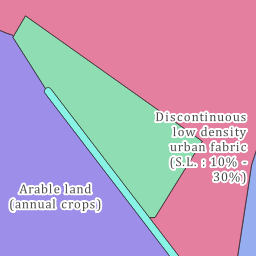 Discontinuous
low density
urban fabric
(S.L. : 10% -
30%)
Arable land
(annual crops)